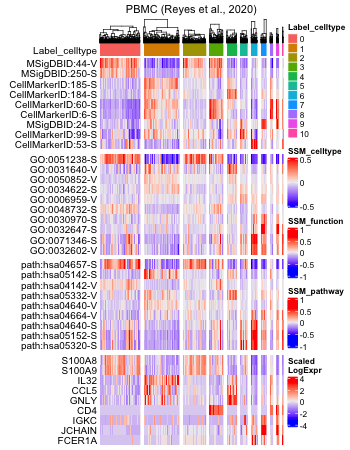 PBMC (Reyes et al., 2020)
Label_celltype
MSigDBID:44-V
MSigDBID:250-S
CellMarkerID:185-S
CellMarkerID:184-S
CellMarkerID:60-S
CellMarkerID:6-S
MSigDBID:24-S
CellMarkerID:99-S
CellMarkerID:53-S
GO:0051238-S
GO:0031640-V
GO:0050852-V
GO:0034622-S
GO:0006959-V
GO:0048732-S
GO:0030970-S
GO:0032647-S
GO:0071346-S
GO:0032602-V
path:hsa04657-S
path:hsa05142-S
path:hsa04142-V
path:hsa05332-V
path:hsa04640-V
path:hsa04664-V
path:hsa04640-S
path:hsa05152-S
path:hsa05320-S
S100A8
S100A9
IL32
CCL5
GNLY
CD4
IGKC
JCHAIN
FCER1A
Label_celltype
0
1
2
3
4
5
6
7
8
9
10
SSM_celltype
0.5
0
-0.5
SSM_function
1
0.5
0
-0.5
-1
SSM_pathway
1
0.5
0
-0.5
-1
Scaled
LogExpr
4
2
0
-2
-4